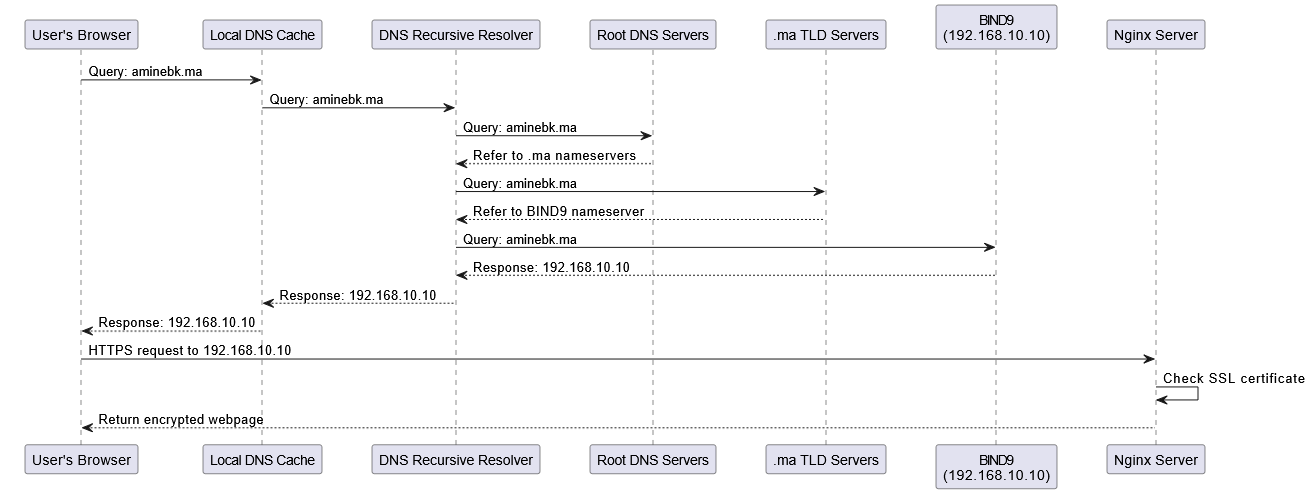 User's Browser
Local DNS Cache
DNS Recursive Resolver
Root DNS Servers
.ma TLD Servers
BIND9
(192.168.10.10)
Nginx Server
Query: aminebk.ma
Query: aminebk.ma
Query: aminebk.ma
Refer to .ma nameservers
Query: aminebk.ma
Refer to BIND9 nameserver
Query: aminebk.ma
Response: 192.168.10.10
Response: 192.168.10.10
Response: 192.168.10.10
HTTPS request to 192.168.10.10
Check SSL certificate
Return encrypted webpage
User's Browser
Local DNS Cache
DNS Recursive Resolver
Root DNS Servers
.ma TLD Servers
BIND9
(192.168.10.10)
Nginx Server